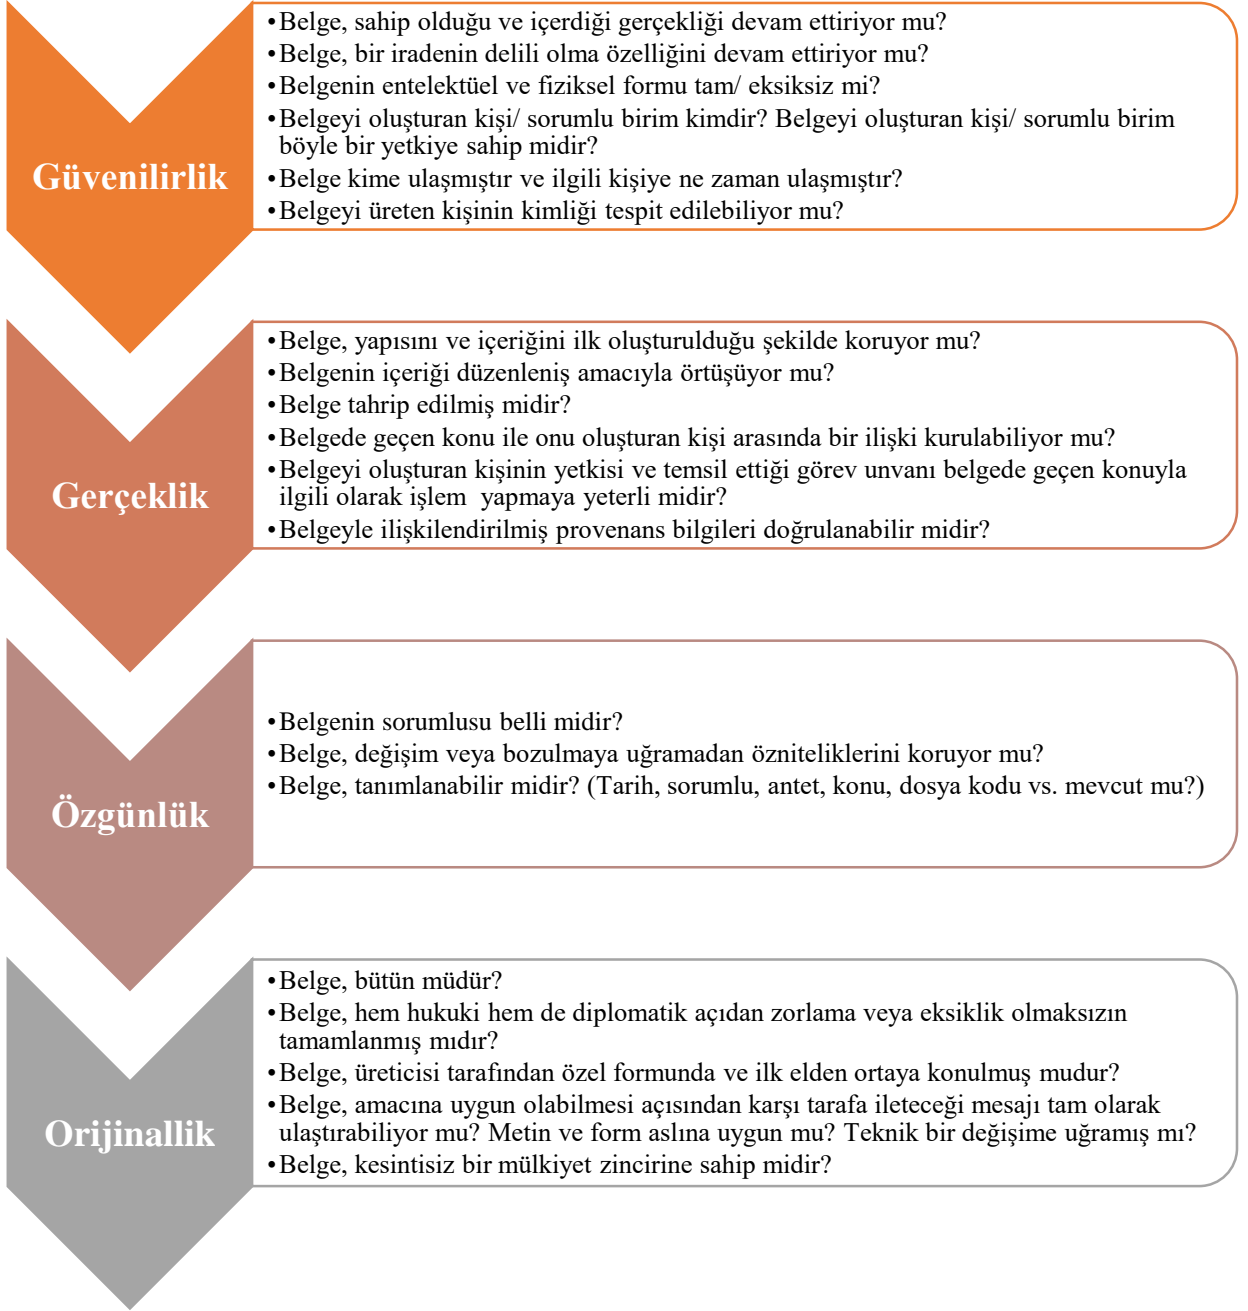 Güvenilirlik
•Belge, sahip olduğu ve içerdiği gerçekliği devam ettiriyor mu?
•Belge, bir iradenin delili olma özelliğini devam ettiriyor mu?
•Belgenin entelektüel ve fiziksel formu tam/ eksiksiz mi?
•Belgeyi oluşturan kişi/ sorumlu birim kimdir? Belgeyi oluşturan kişi/ sorumlu birim
böyle bir yetkiye sahip midir?
•Belge kime ulaşmıştır ve ilgili kişiye ne zaman ulaşmıştır?
•Belgeyi üreten kişinin kimliği tespit edilebiliyor mu?
Gerçeklik
•Belge, yapısını ve içeriğini ilk oluşturulduğu şekilde koruyor mu?
•Belgenin içeriği düzenleniş amacıyla örtüşüyor mu?
•Belge tahrip edilmiş midir?
•Belgede geçen konu ile onu oluşturan kişi arasında bir ilişki kurulabiliyor mu?
•Belgeyi oluşturan kişinin yetkisi ve temsil ettiği görev unvanı belgede geçen konuyla
ilgili olarak işlem  yapmaya yeterli midir?
•Belgeyle ilişkilendirilmiş provenans bilgileri doğrulanabilir midir?
Özgünlük
•Belgenin sorumlusu belli midir?
•Belge, değişim veya bozulmaya uğramadan özniteliklerini koruyor mu?
•Belge, tanımlanabilir midir? (Tarih, sorumlu, antet, konu, dosya kodu vs. mevcut mu?)
Orijinallik
•Belge, bütün müdür?
•Belge, hem hukuki hem de diplomatik açıdan zorlama veya eksiklik olmaksızın
tamamlanmış mıdır?
•Belge, üreticisi tarafından özel formunda ve ilk elden ortaya konulmuş mudur?
•Belge, amacına uygun olabilmesi açısından karşı tarafa ileteceği mesajı tam olarak
ulaştırabiliyor mu? Metin ve form aslına uygun mu? Teknik bir değişime uğramış mı?
•Belge, kesintisiz bir mülkiyet zincirine sahip midir?